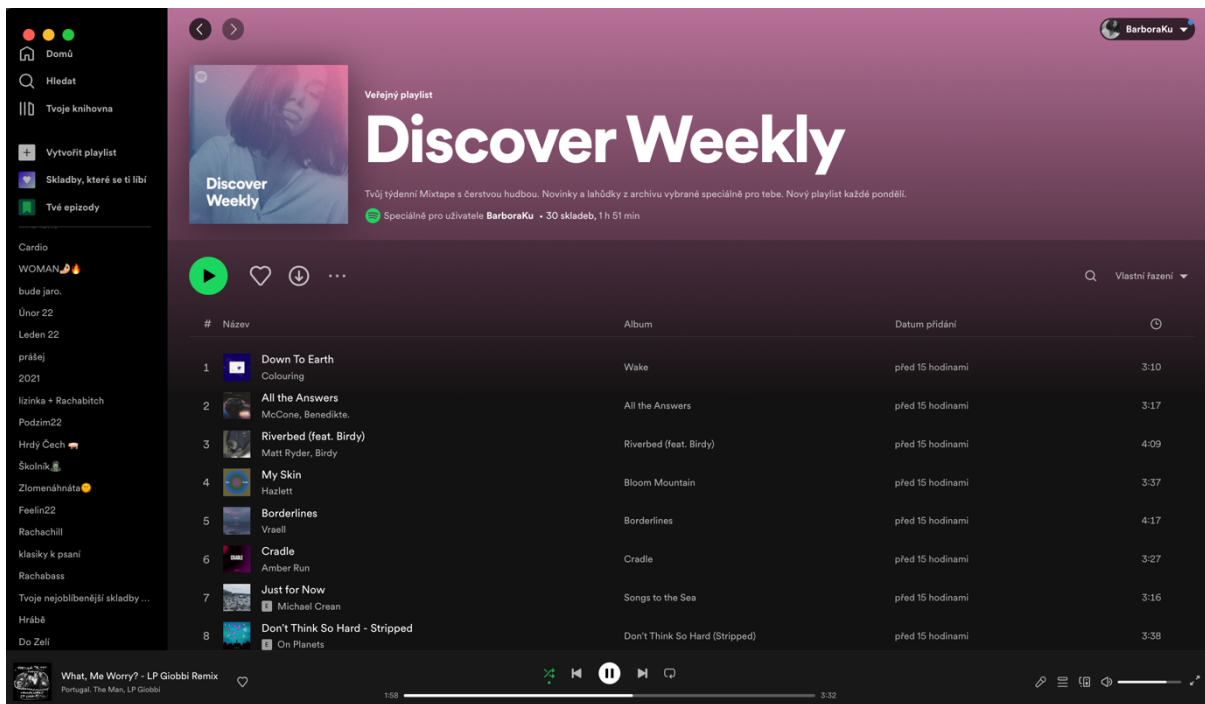 Domů
Hledat
Tvoje knihovna
Vytvořit playlist
Skladby, které se ti líbí
Tvé epizody
Cardio
WOMAN🤌🏻🔥
bude jaro.
Únor 22
Leden 22
prášej
2021
lízinka + Rachabitch
Podzim22
Hrdý Čech 🐖
Školník
Zlomenáhnáta
Feelin22
Rachachill
klasiky k psaní
Rachabass
Tvoje nejoblíbenější skladby ...
Hrábě
Do Zelí
BarboraKu
Discover
Weekly
Veřejný playlist
Discover Weekly
Tvůj týdenní Mixtape s čerstvou hudbou. Novinky a lahůdky z archivu vybrané speciálně pro tebe. Nový playlist každé pondělí.
Speciálně pro uživatele BarboraKu • 30 skladeb, 1 h 51 min
Vlastní řazení
# Název Album Datum přidání
1 Down To Earth Wake před 15 hodinami 3:10
Colouring
2 All the Answers All the Answers před 15 hodinami 3:17
McCone, Benedikte.
3 Riverbed (feat. Birdy) Riverbed (feat. Birdy) před 15 hodinami 4:09
Matt Ryder, Birdy
4 My Skin Bloom Mountain před 15 hodinami 3:37
Hazlett
5 Borderlines Borderlines před 15 hodinami 4:17
Vraell
CRADLE
6 Cradle Cradle před 15 hodinami 3:27
Amber Run
7 Just for Now Songs to the Sea před 15 hodinami 3:16
E Michael Crean
8 Don't Think So Hard - Stripped Don't Think So Hard (Stripped) před 15 hodinami 3:38
E On Planets
What, Me Worry? - LP Giobbi Remix
Portugal. The Man, LP Giobbi
1:58 3:32